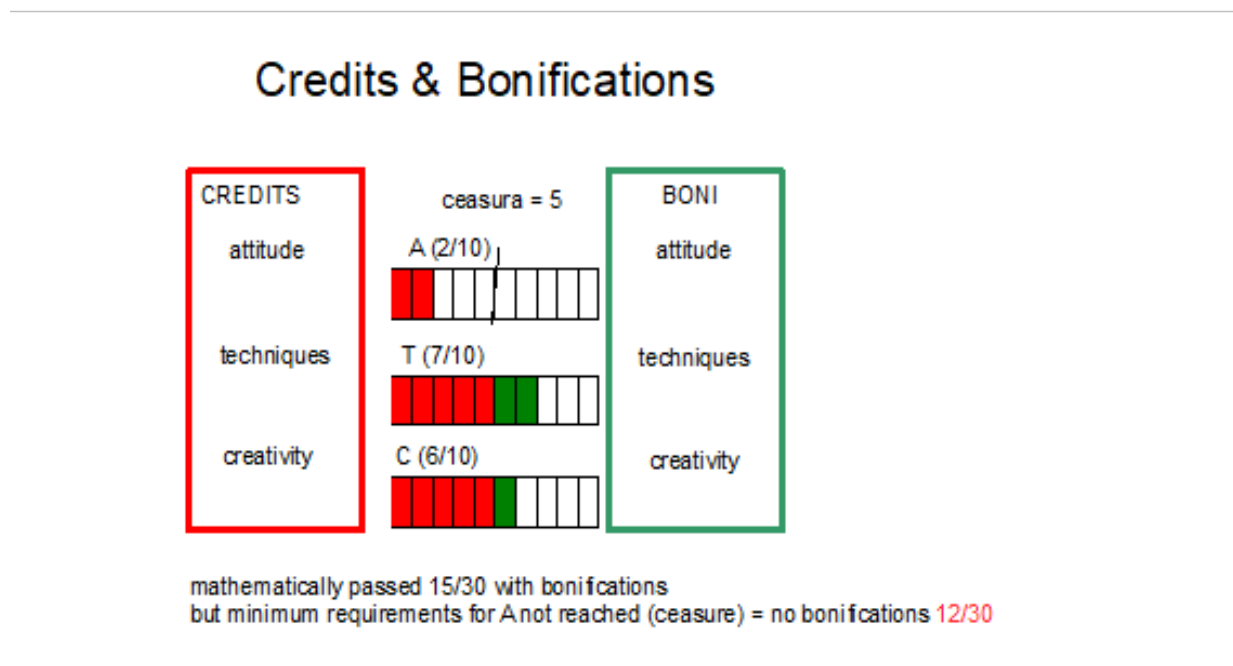 Credits & Bonifications
CREDITS
ceasura = 5
BONI
attitude
A (2/10)
attitude
techniques
T (7/10)
techniques
creativity
C (6/10)
creativity
mathematically passed 15/30 with bonifications
but minimum requirements for A not reached (ceasure) = no bonifications 12/30